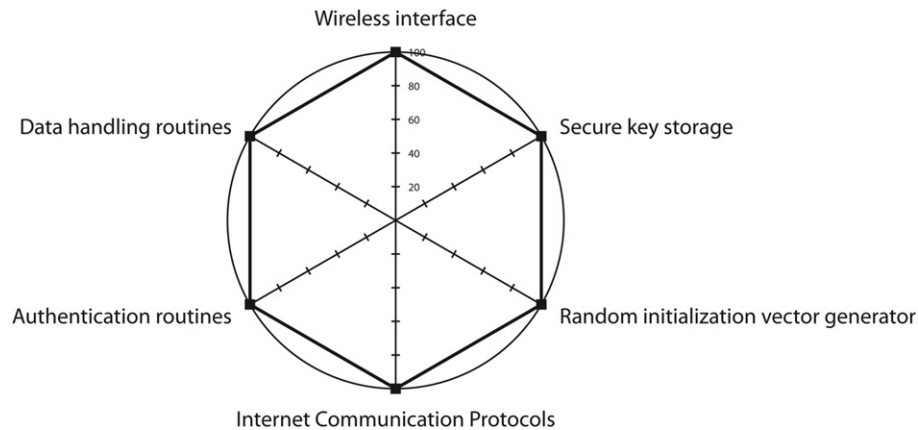 Wireless interface
100
Data handling routines
80
Secure key storage
60
40
20
Authentication routines
Random initialization vector generator
Internet Communication Protocols